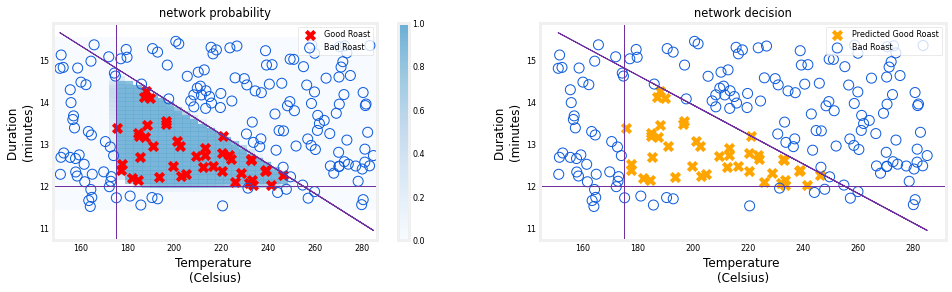 network probability
Good Roast
Bad Roast
Duration
(minutes)
15
14
13
12
11
160
180
200
220
240
260
280
Temperature
(Celsius)
1.0
0.8
0.6
0.4
0.2
0.0
network decision
Predicted Good Roast
Bad Roast
Duration
(minutes)
15
14
13
12
11
160
180
200
220
240
260
280
Temperature
(Celsius)